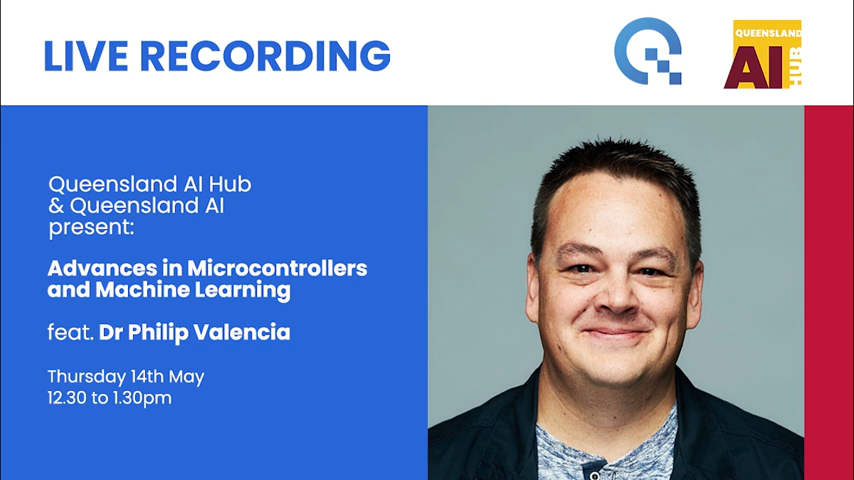 LIVE RECORDING
QUEENSLAND
AI HUB
Queensland AI Hub
& Queensland AI
present:
Advances in Microcontrollers
and Machine Learning
feat. Dr Philip Valencia
Thursday 14th May
12.30 to 1.30pm